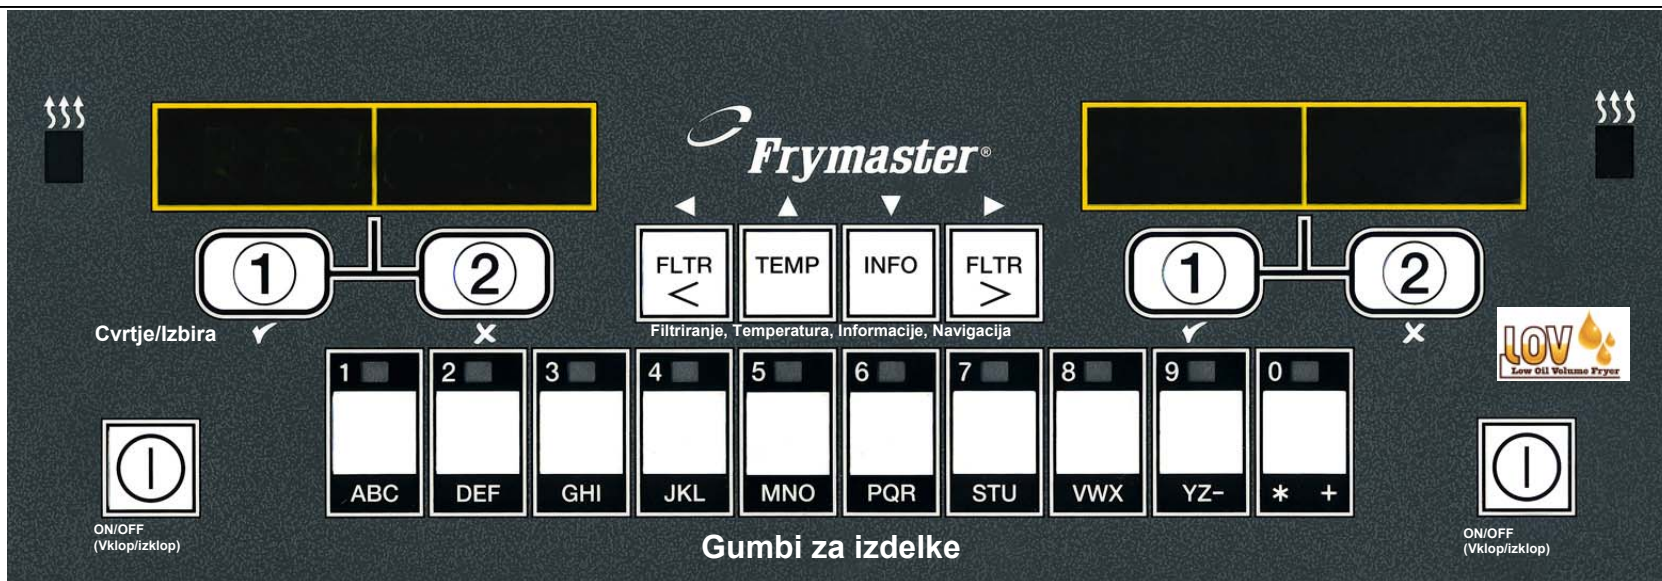 Frymaster®
FLTR TEMP INFO FLTR
< >
① ②
① ②
Cvrtje/Izbira ✔ ✘
Filtriranje, Temperatura, Informacije, Navigacija
✔ ✘
LOV
Low Oil Volume Fryer
1 2 3 4 5 6 7 8 9 0
ABC DEF GHI JKL MNO PQR STU VWX YZ- * +
ON/OFF
(Vklop/izklop)
Gumbi za izdelke
ON/OFF
(Vklop/izklop)